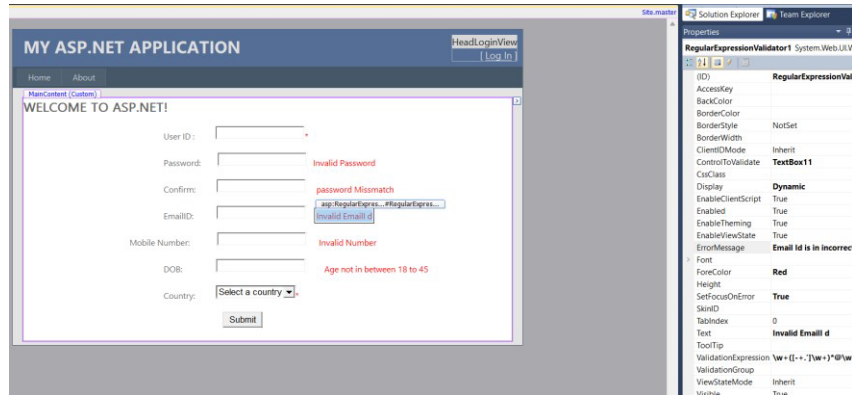 Site.master
Solution Explorer
Team Explorer
Properties
RegularExpressionValidator1 System.Web.UI.W
MY ASP.NET APPLICATION
HeadLoginView
[ Log In ]
Home About
MainContent (Custom)
WELCOME TO ASP.NET!
User ID :
*
Password:
Invalid Password
Confirm:
password Missmatch
asp:RegularExpres...#RegularExpres...
EmailID:
Invalid Emaill d
Mobile Number:
Invalid Number
DOB:
Age not in between 18 to 45
Country:
Select a country
*
Submit
(ID) RegularExpressionVal
AccessKey
BackColor
BorderColor
BorderStyle NotSet
BorderWidth
ClientIDMode Inherit
ControlToValidate TextBox11
CssClass
Display Dynamic
EnableClientScript True
Enabled True
EnableTheming True
EnableViewState True
ErrorMessage Email Id is in incorrect
Font
ForeColor Red
Height
SetFocusOnError True
SkinID
TabIndex 0
Text Invalid Emaill d
ToolTip
ValidationExpression \w+([-+.']\w+)*@\w
ValidationGroup
ViewStateMode Inherit
Visible True